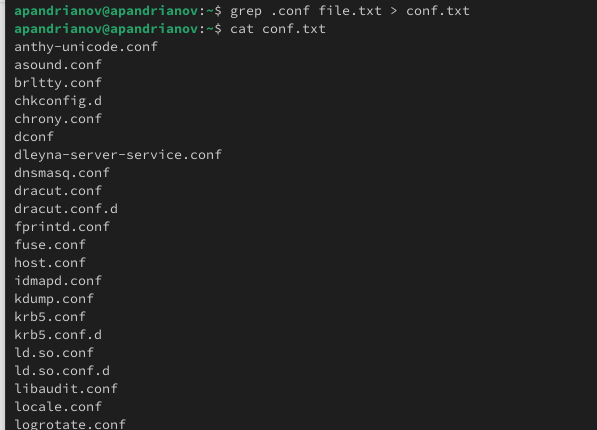 apandrianov@apandrianov:~$ grep .conf file.txt > conf.txt
apandrianov@apandrianov:~$ cat conf.txt
anthy-unicode.conf
asound.conf
brltty.conf
chkconfig.d
chrony.conf
dconf
dleyna-server-service.conf
dnsmasq.conf
dracut.conf
dracut.conf.d
fprintd.conf
fuse.conf
host.conf
idmapd.conf
kdump.conf
krb5.conf
krb5.conf.d
ld.so.conf
ld.so.conf.d
libaudit.conf
locale.conf
logrotate.conf